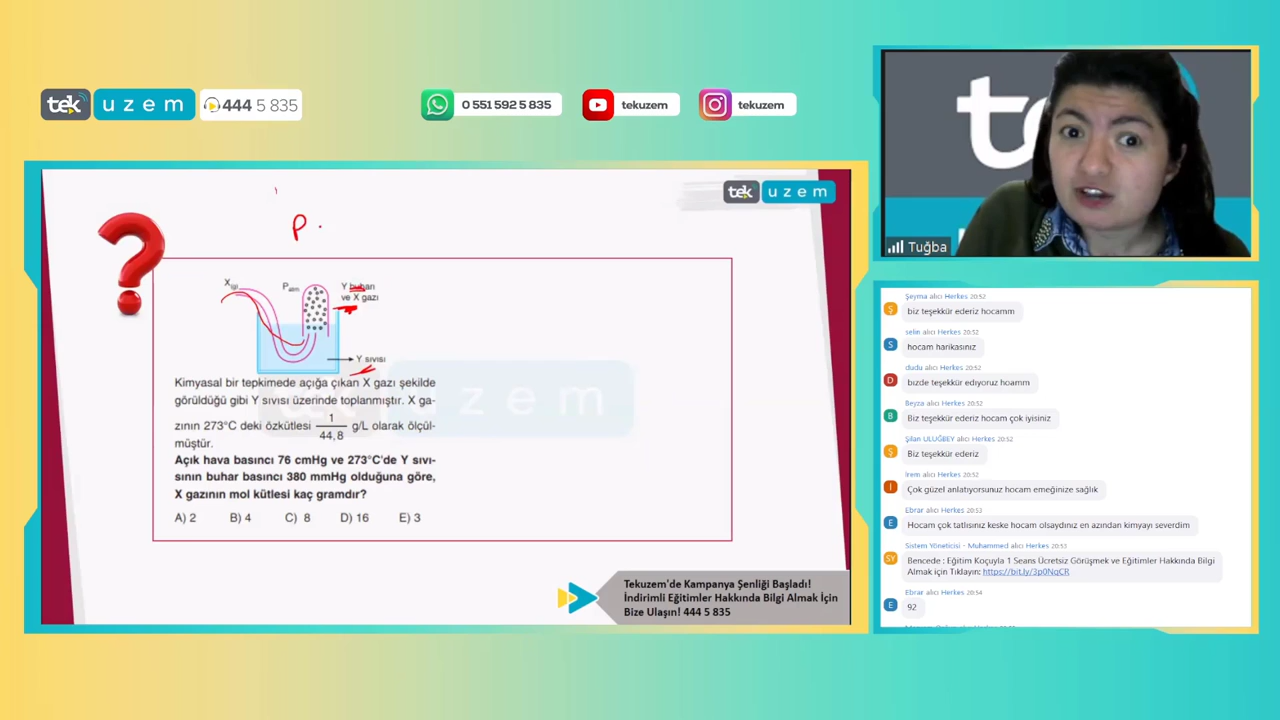 tek uzem 444 5 835
0 551 592 5 835
tekuzem
tekuzem
tek
Tuğba
tek uzem
P.
X(g)
Patm
Y buharı
ve X gazı
Y sıvısı
Kimyasal bir tepkimede açığa çıkan X gazı şekilde
görüldüğü gibi Y sıvısı üzerinde toplanmıştır. X ga-
zının 273°C deki özkütlesi 1/44,8 g/L olarak ölçül-
müştür.
Açık hava basıncı 76 cmHg ve 273°C'de Y sıvı-
sının buhar basıncı 380 mmHg olduğuna göre,
X gazının mol kütlesi kaç gramdır?
A) 2 B) 4 C) 8 D) 16 E) 3
tek uzem
Tekuzem'de Kampanya Şenliği Başladı!
İndirimli Eğitimler Hakkında Bilgi Almak İçin
Bize Ulaşın! 444 5 835
Şeyma alıcı Herkes 20:52
Ş
biz teşekkür ederiz hocamm
selin alıcı Herkes 20:52
S
hocam harikasınız
dudu alıcı Herkes 20:52
D
bizde teşekkür edıyoruz hoamm
Beyza alıcı Herkes 20:52
B
Biz teşekkür ederiz hocam çok iyisiniz
Şilan ULUĞBEY alıcı Herkes 20:52
Ş
Biz teşekkür ederiz
İrem alıcı Herkes 20:52
I
Çok güzel anlatıyorsunuz hocam emeğinize sağlık
Ebrar alıcı Herkes 20:53
E
Hocam çok tatlısınız keske hocam olsaydınız en azından kimyayı severdim
Sistem Yöneticisi - Muhammed alıcı Herkes 20:53
SY
Bencede : Eğitim Koçuyla 1 Seans Ücretsiz Görüşmek ve Eğitimler Hakkında Bilgi
Almak için Tıklayın: https://bit.ly/3p0NqCR
Ebrar alıcı Herkes 20:54
E
92